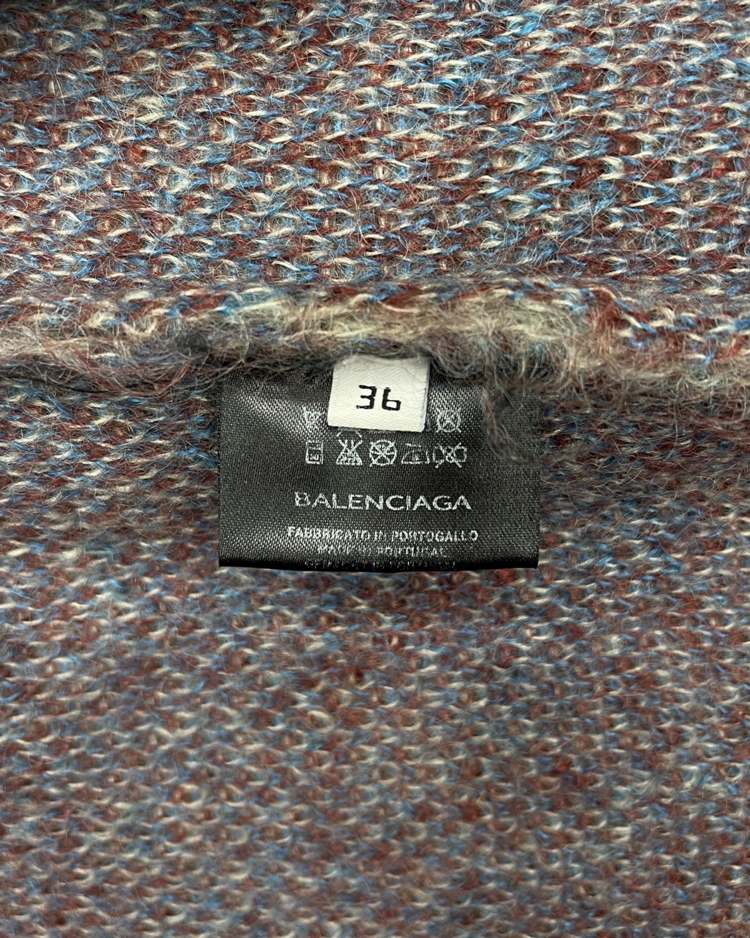 36
BALENCIAGA
FABBRICATO IN PORTOGALLO
MADE IN PORTUGAL